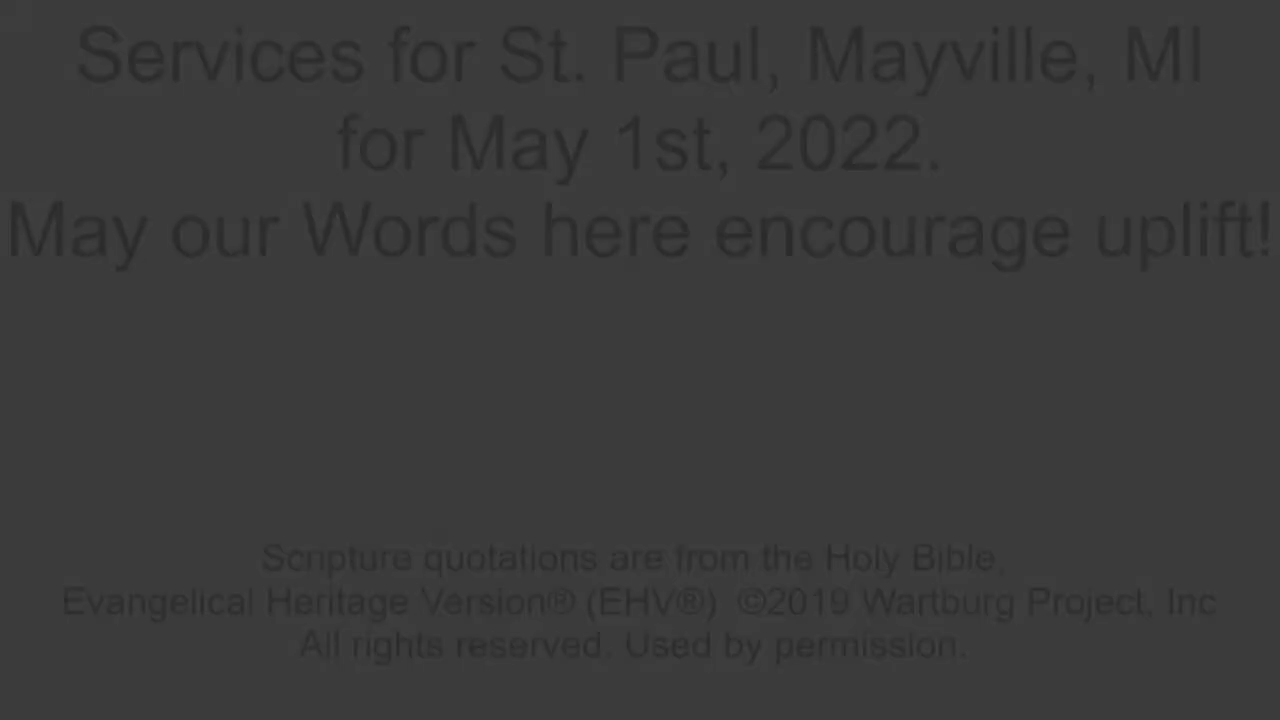 Services for St. Paul, Mayville, MI
for May 1st, 2022.
May our Words here encourage uplift!
Scripture quotations are from the Holy Bible,
Evangelical Heritage Version® (EHV®) ©2019 Wartburg Project, Inc
All rights reserved. Used by permission.